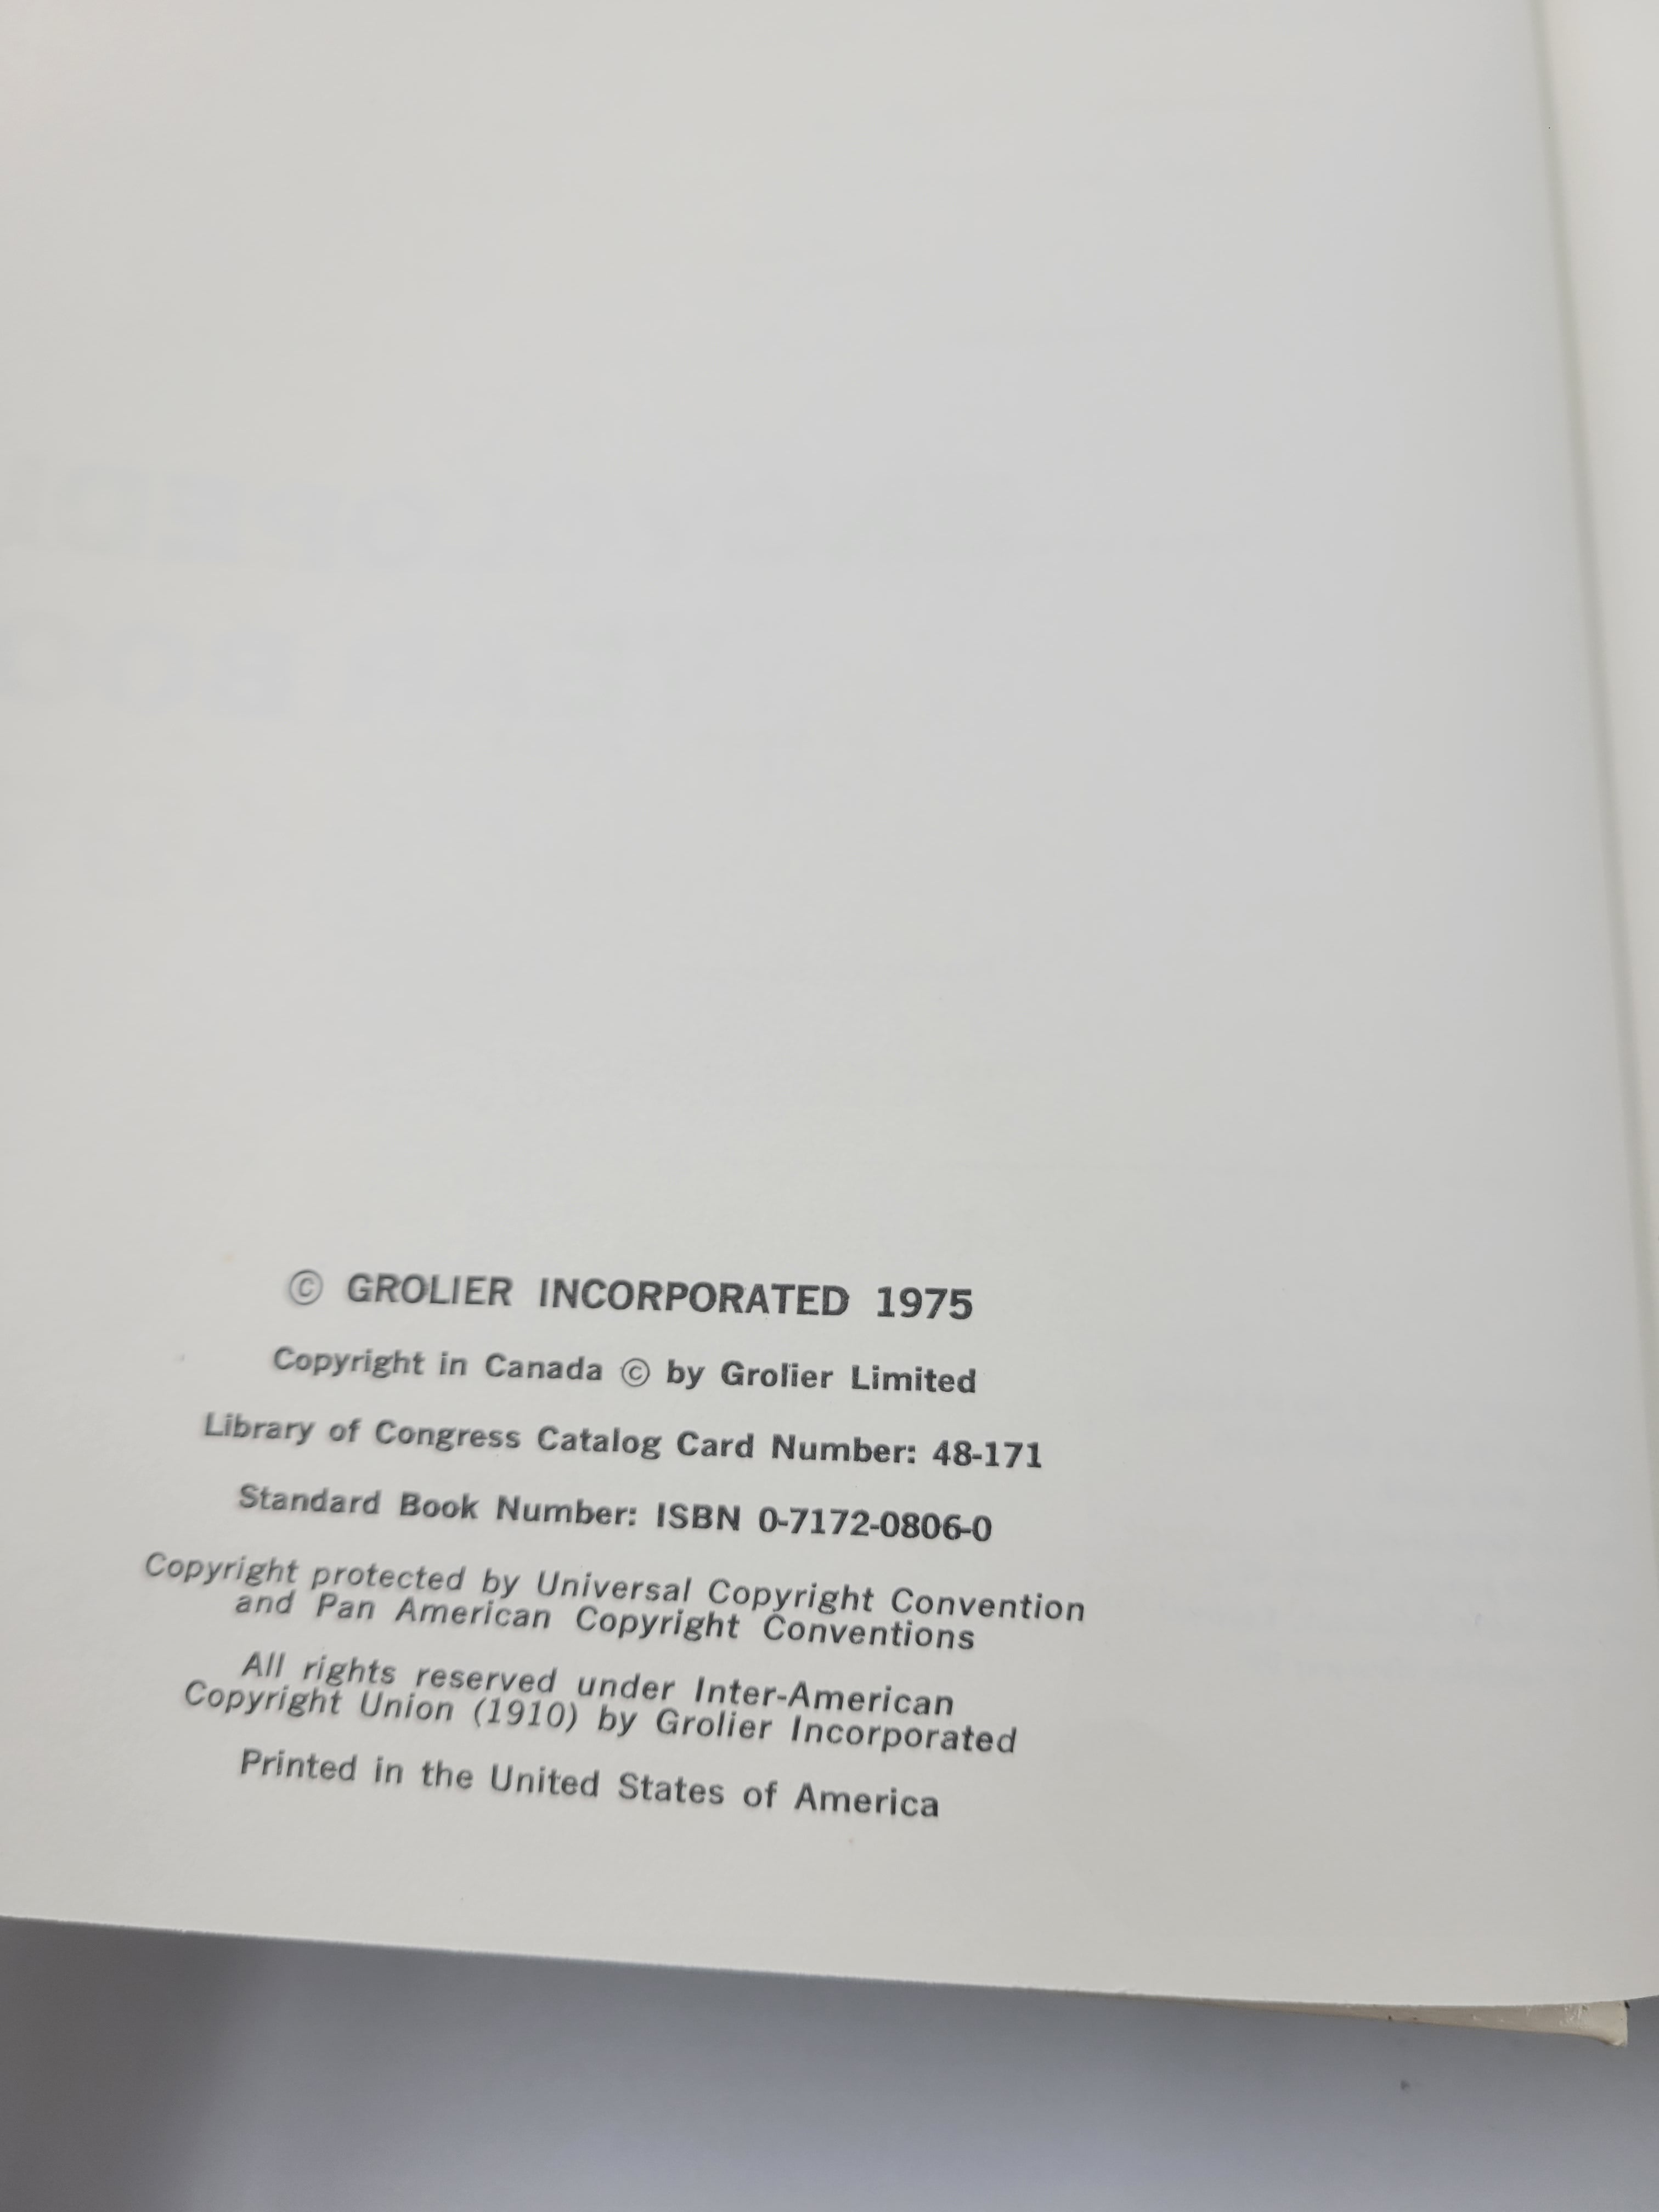 © GROLIER INCORPORATED 1975
Copyright in Canada © by Grolier Limited
Library of Congress Catalog Card Number: 48-171
Standard Book Number: ISBN 0-7172-0806-0
Copyright protected by Universal Copyright Convention
and Pan American Copyright Conventions
All rights reserved under Inter-American
Copyright Union (1910) by Grolier Incorporated
Printed in the United States of America